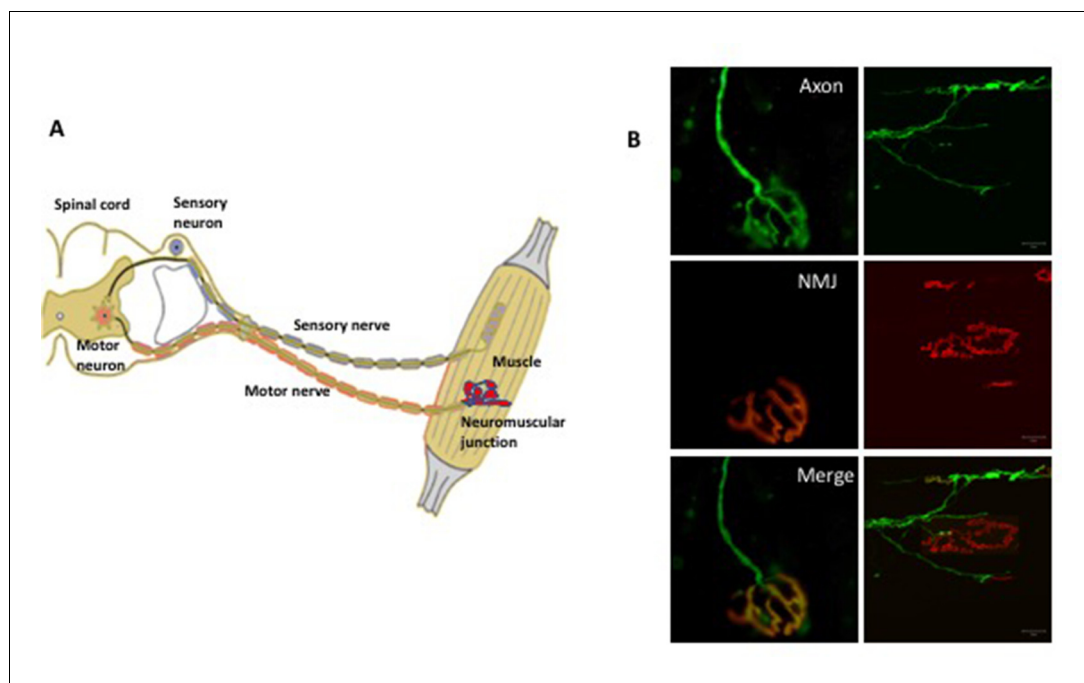 A
Spinal cord
Sensory
neuron
Motor
neuron
Sensory nerve
Motor nerve
Muscle
Neuromuscular
junction
B
Axon
NMJ
Merge